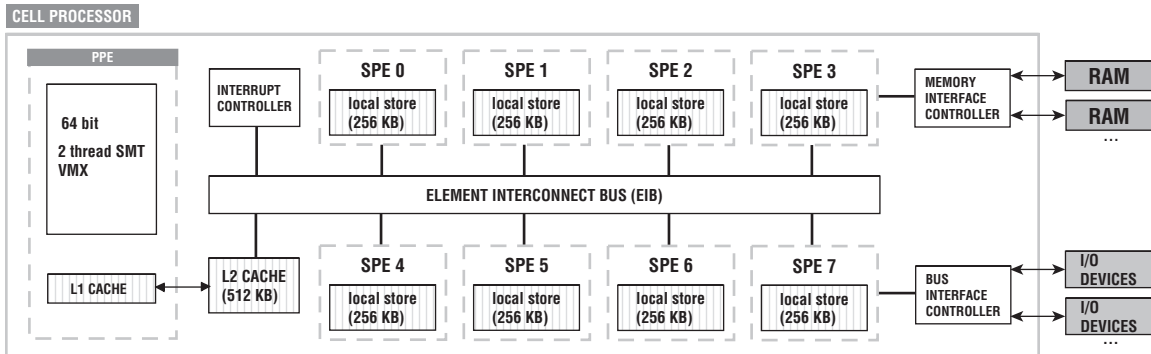 CELL PROCESSOR
PPE
64 bit
2 thread SMT
VMX
L1 CACHE
INTERRUPT
CONTROLLER
L2 CACHE
(512 KB)
SPE 0
local store
(256 KB)
SPE 1
local store
(256 KB)
SPE 2
local store
(256 KB)
SPE 3
local store
(256 KB)
MEMORY
INTERFACE
CONTROLLER
RAM
RAM
...
ELEMENT INTERCONNECT BUS (EIB)
SPE 4
local store
(256 KB)
SPE 5
local store
(256 KB)
SPE 6
local store
(256 KB)
SPE 7
local store
(256 KB)
BUS
INTERFACE
CONTROLLER
I/O
DEVICES
I/O
DEVICES
...